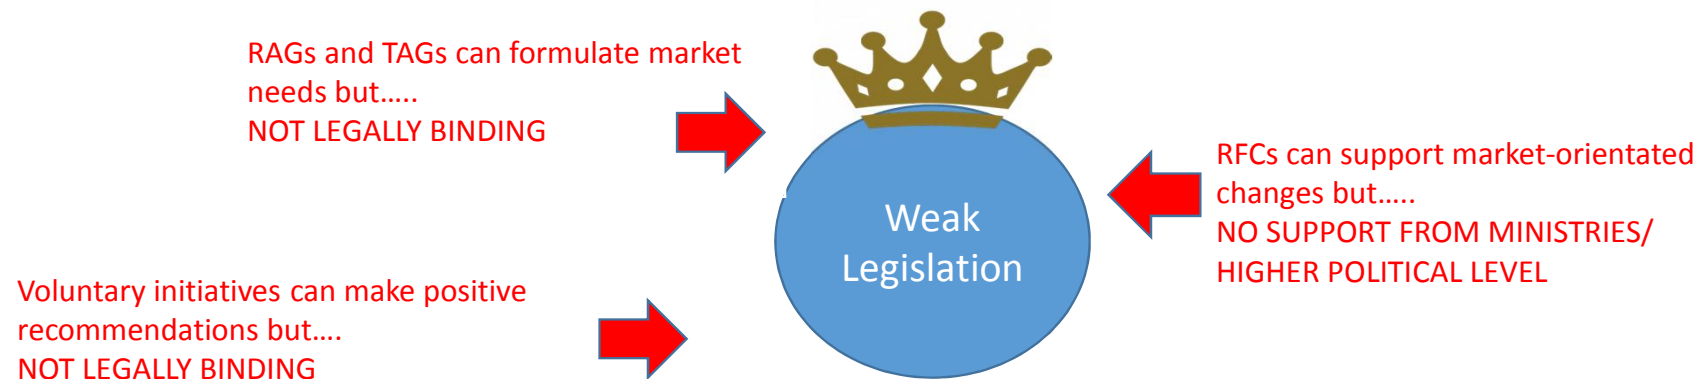 RAGs and TAGs can formulate market
needs but.....
NOT LEGALLY BINDING
Weak
Legislation
RFCs can support market-orientated
changes but.....
NO SUPPORT FROM MINISTRIES/
HIGHER POLITICAL LEVEL
Voluntary initiatives can make positive
recommendations but....
NOT LEGALLY BINDING